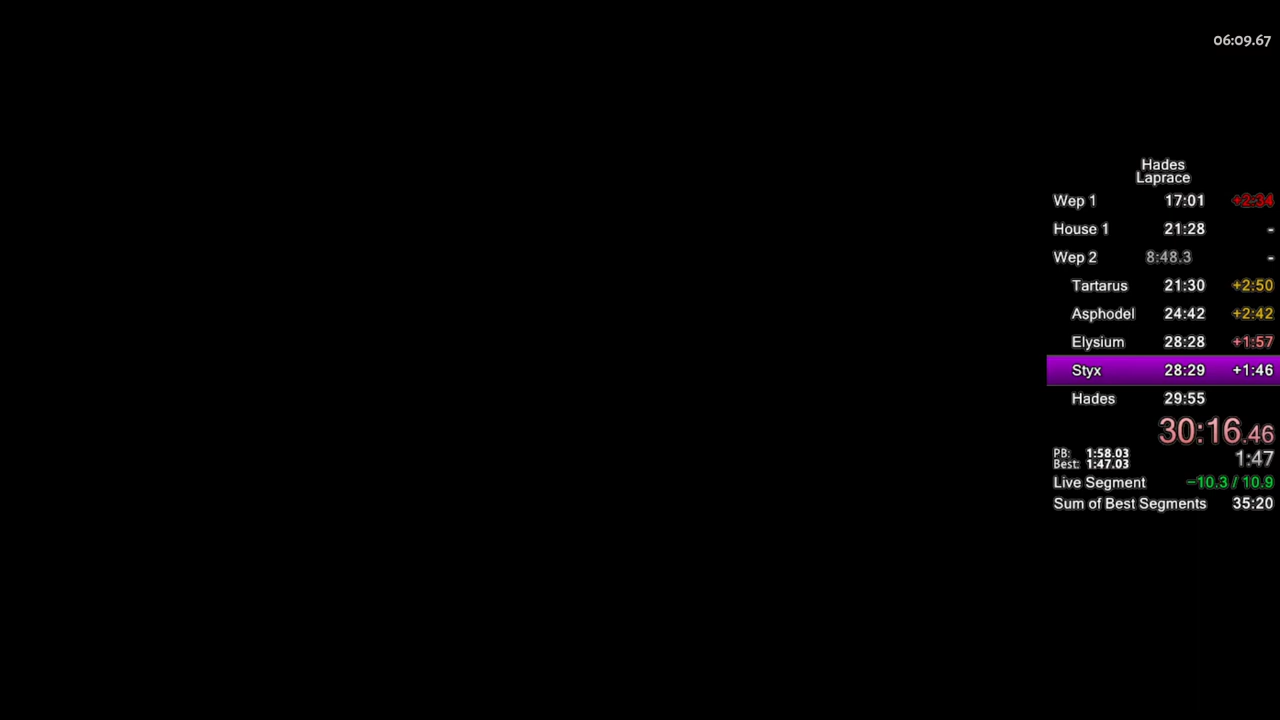 06:09.67
Hades
Laprace
Wep 1 17:01 +2:34
House 1 21:28 -
Wep 2 8:48.3 -
Tartarus 21:30 +2:50
Asphodel 24:42 +2:42
Elysium 28:28 +1:57
Styx 28:29 +1:46
Hades 29:55
30:16.46
PB: 1:58.03 1:47
Best: 1:47.03
Live Segment −10.3 / 10.9
Sum of Best Segments 35:20